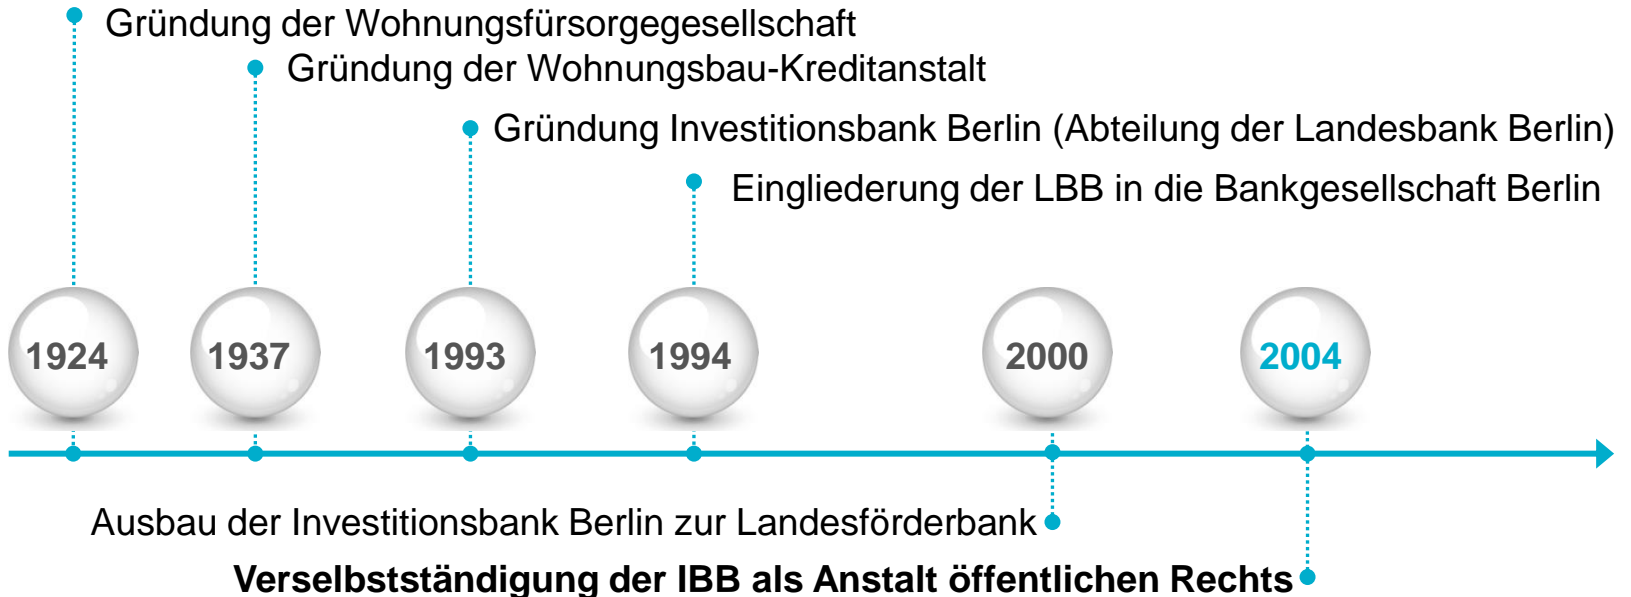 Gründung der Wohnungsfürsorgegesellschaft
Gründung der Wohnungsbau-Kreditanstalt
Gründung Investitionsbank Berlin (Abteilung der Landesbank Berlin)
Eingliederung der LBB in die Bankgesellschaft Berlin
1924 1937 1993 1994 2000 2004
Ausbau der Investitionsbank Berlin zur Landesförderbank
Verselbstständigung der IBB als Anstalt öffentlichen Rechts